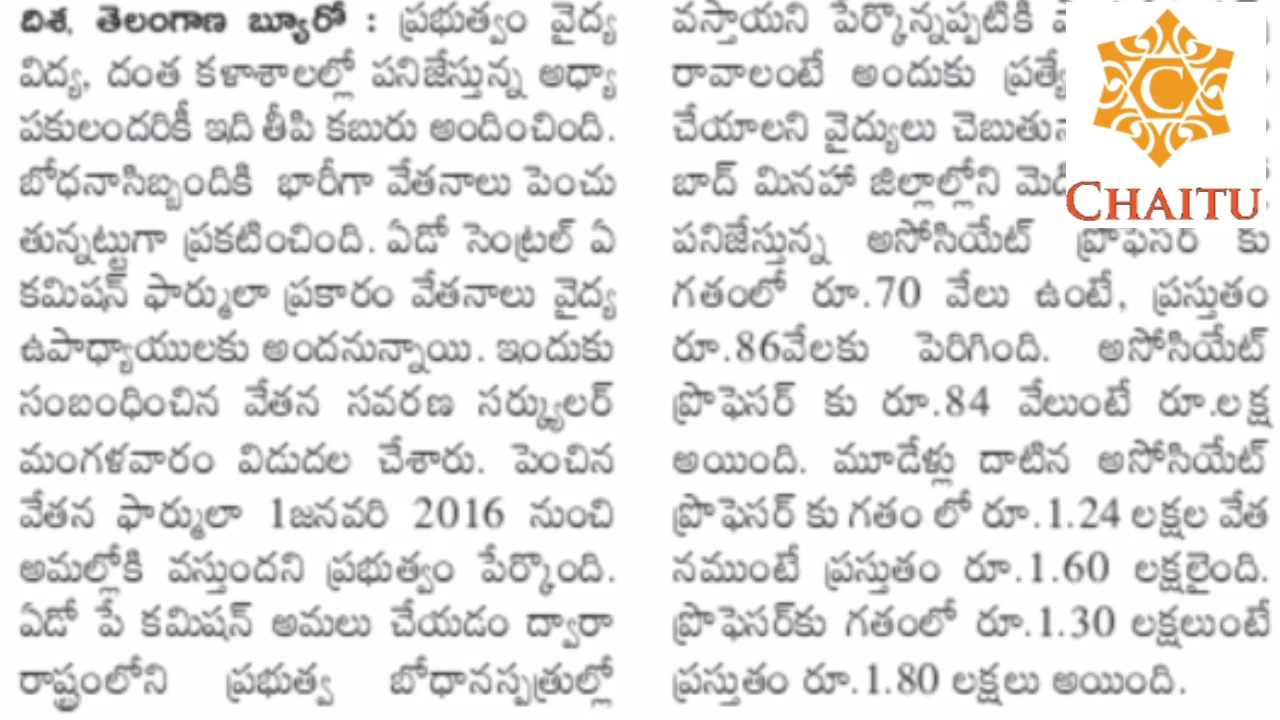 దిశ, తెలంగాణ బ్యూరో : ప్రభుత్వం వైద్య
విద్య, దంత కళాశాలల్లో పనిజేస్తున్న అధ్యా
పకులందరికీ ఇది తీపి కబురు అందించింది.
బోధనాసిబ్బందికి భారీగా వేతనాలు పెంచు
తున్నట్టుగా ప్రకటించింది. ఏడో సెంట్రల్ ఏ
కమిషన్ ఫార్ములా ప్రకారం వేతనాలు వైద్య
ఉపాధ్యాయులకు అందనున్నాయి. ఇందుకు
సంబంధించిన వేతన సవరణ సర్క్యులర్
మంగళవారం విడుదల చేశారు. పెంచిన
వేతన ఫార్ములా 1జనవరి 2016 నుంచి
అమల్లోకి వస్తుందని ప్రభుత్వం పేర్కొంది.
ఏడో పే కమిషన్ అమలు చేయడం ద్వారా
రాష్ట్రంలోని ప్రభుత్వ బోధానస్పత్రుల్లో
వస్తాయని పేర్కొన్నప్పటికీ
రావాలంటే అందుకు
చేయాలని వైద్యులు
బాద్ మినహా జిల్లాల్లోని
పనిజేస్తున్న అసోసియేట్ ప్రొఫెసర్ కు
గతంలో రూ.70 వేలు ఉంటే, ప్రస్తుతం
రూ.86వేలకు పెరిగింది. అసోసియేట్
ప్రొఫెసర్ కు రూ.84 వేలుంటే రూ.లక్ష
అయింది. మూడేళ్లు దాటిన అసోసియేట్
ప్రొఫెసర్ కు గతం లో రూ.1.24 లక్షల వేత
నముంటే ప్రస్తుతం రూ.1.60 లక్షలైంది.
ప్రొఫెసర్‌కు గతంలో రూ.1.30 లక్షలుంటే
ప్రస్తుతం రూ.1.80 లక్షలు అయింది.
C
CHAITU